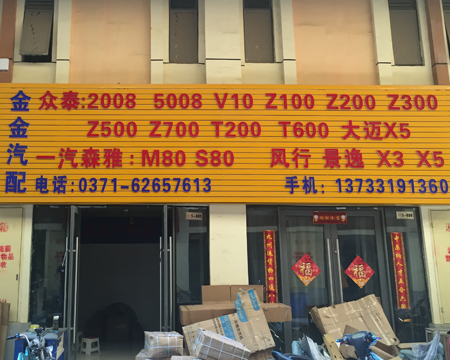 金金汽配
众泰:2008 5008 V10 Z100 Z200 Z300
Z500 Z700 T200 T600 大迈X5
一汽森雅:M80 S80 风行 景逸 X3 X5
电话:0371-62657613 手机:13733191360
福 福